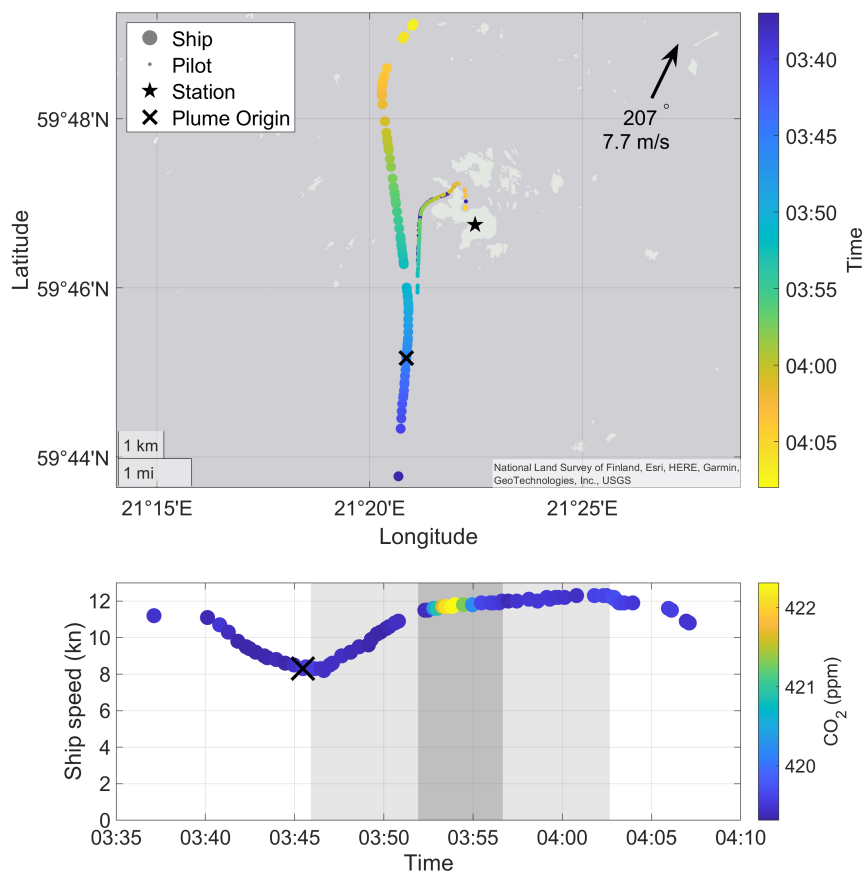 Ship
Pilot
Station
Plume Origin
207 °
7.7 m/s
59°48'N
59°46'N
59°44'N
Latitude
1 km
1 mi
National Land Survey of Finland, Esri, HERE, Garmin,
GeoTechnologies, Inc., USGS
21°15'E 21°20'E 21°25'E
Longitude
03:40
03:45
03:50
03:55
04:00
04:05
Time
12
10
8
6
4
2
0
Ship speed (kn)
03:35 03:40 03:45 03:50 03:55 04:00 04:05 04:10
Time
422
421
420
CO2 (ppm)